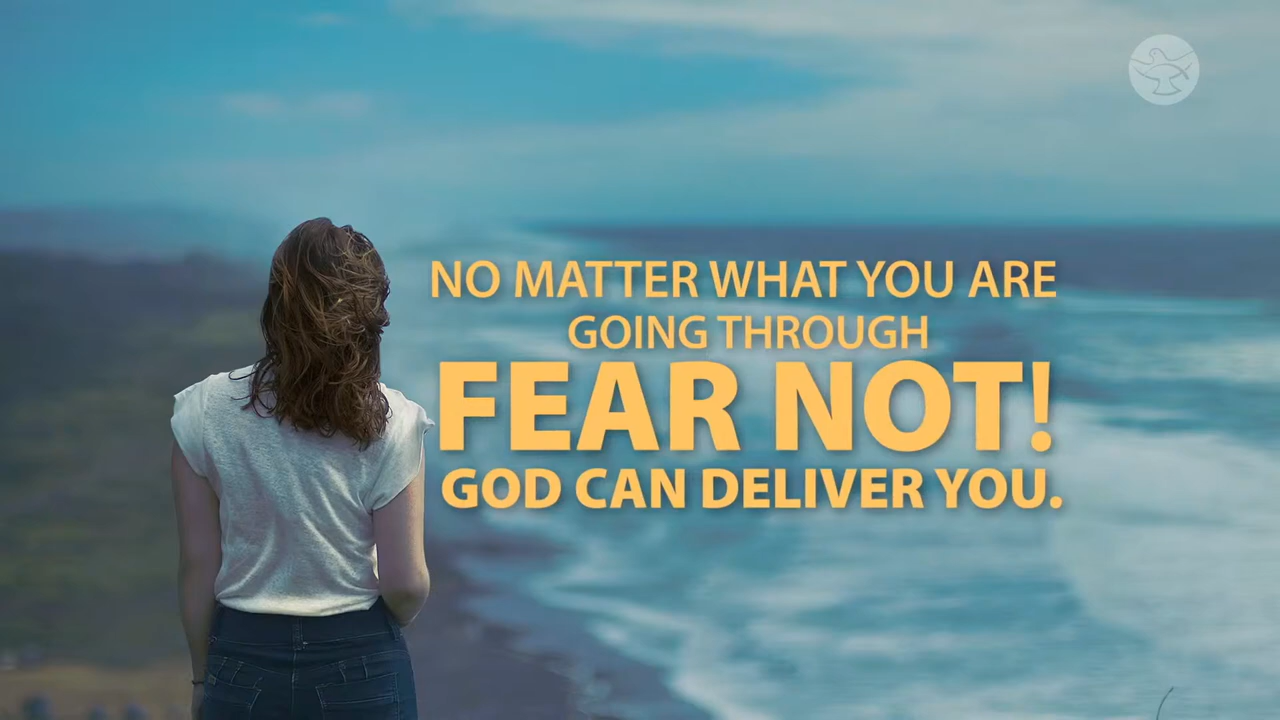 NO MATTER WHAT YOU ARE
GOING THROUGH
FEAR NOT!
GOD CAN DELIVER YOU.